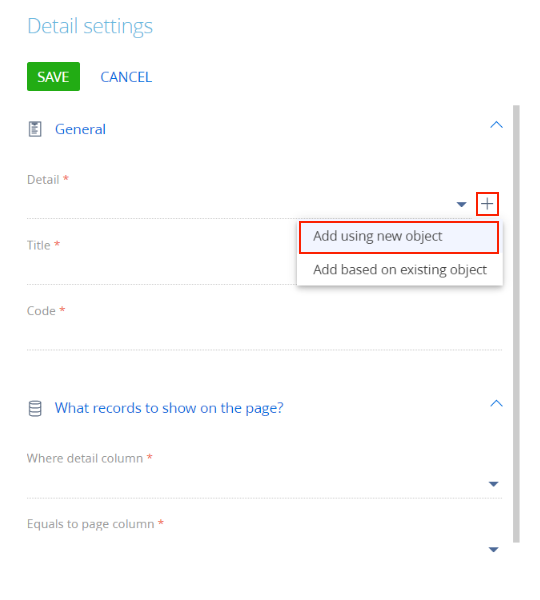 Detail settings
SAVE CANCEL
General
Detail *
Add using new object
Title *
Add based on existing object
Code *
What records to show on the page?
Where detail column *
Equals to page column *